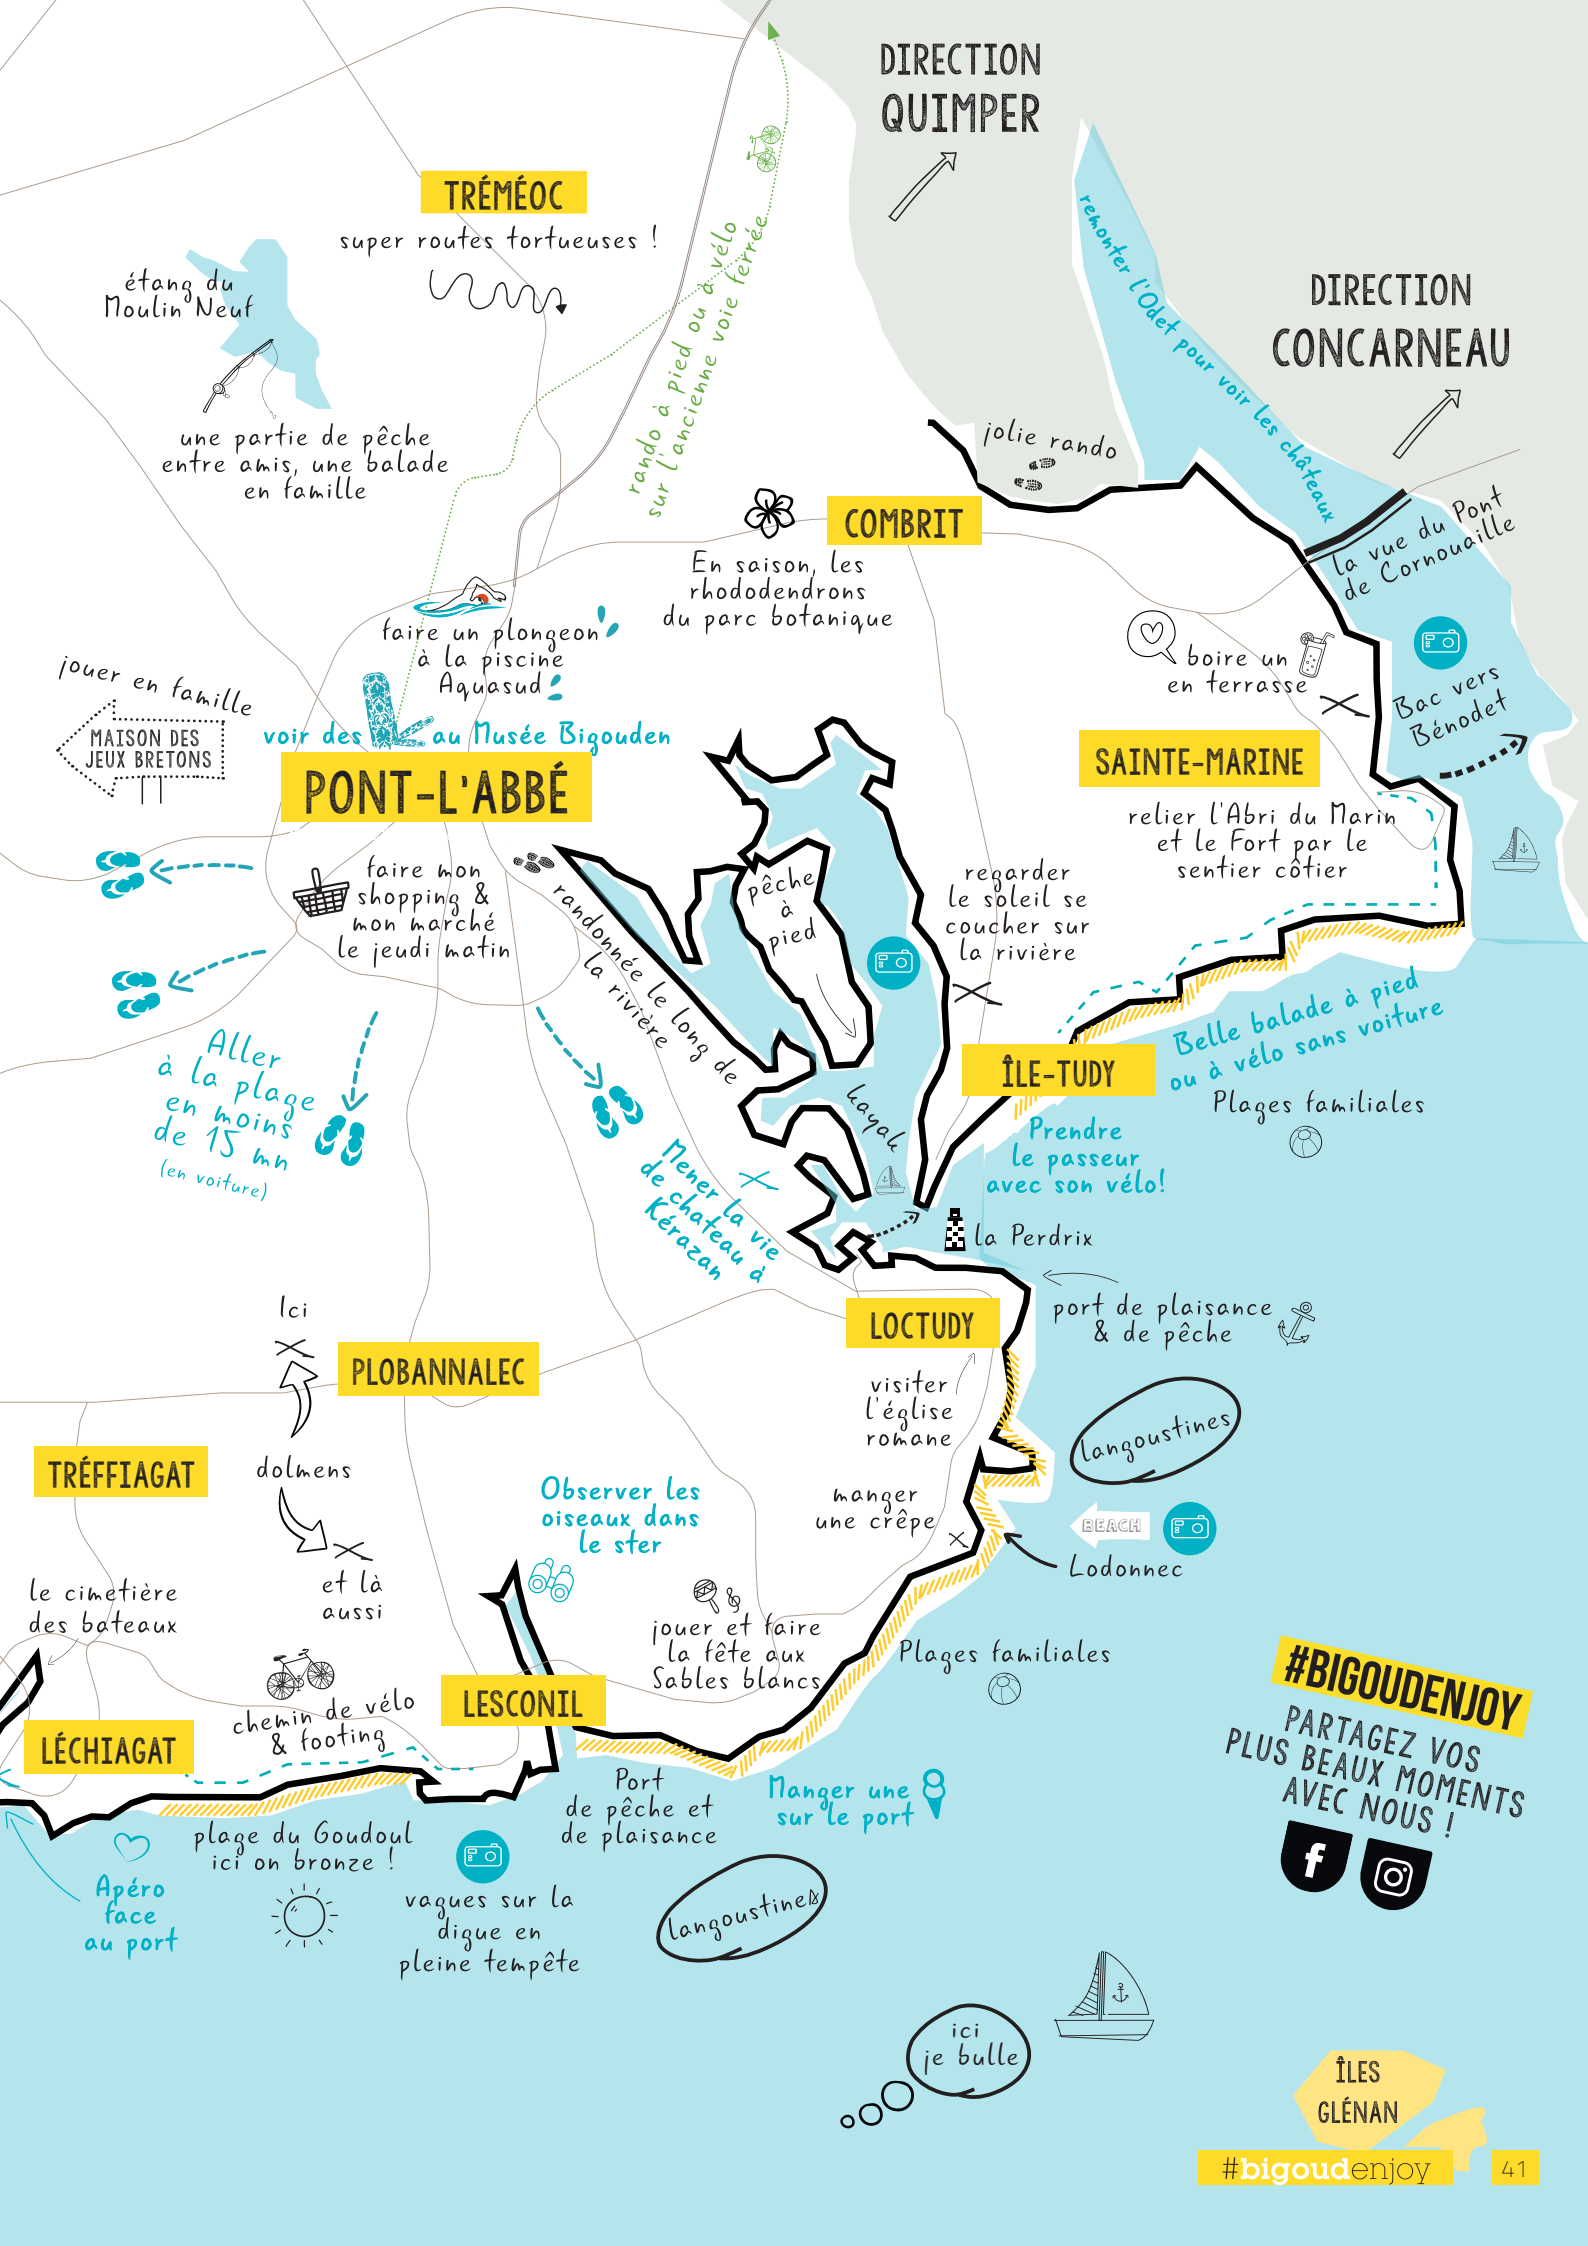 DIRECTION
QUIMPER
DIRECTION
CONCARNEAU
TRÉMÉOC
super routes tortueuses !
étang du
Moulin Neuf
une partie de pêche
entre amis, une balade
en famille
rando à pied ou à vélo
sur l'ancienne voie ferrée
remonter l'Odet pour voir les châteaux
jolie rando
COMBRIT
En saison, les
rhododendrons
du parc botanique
la vue du Pont
de Cornouaille
faire un plongeon
à la piscine
Aquasud
boire un
en terrasse
Bac vers
Bénodet
jouer en famille
MAISON DES
JEUX BRETONS
voir des
au Musée Bigouden
PONT-L'ABBÉ
SAINTE-MARINE
relier l'Abri du Marin
et le Fort par le
sentier côtier
faire mon
shopping &
mon marché
le jeudi matin
randonnée le long de
la rivière
pêche
à
pied
regarder
le soleil se
coucher sur
la rivière
Belle balade à pied
ou à vélo sans voiture
ÎLE-TUDY
Plages familiales
Aller
à la plage
en moins
de 15 mn
(en voiture)
kayak
Prendre
le passeur
avec son vélo!
Mener la vie
de chateau à
Kérazan
la Perdrix
Ici
LOCTUDY
port de plaisance
& de pêche
PLOBANNALEC
visiter
l'église
romane
langoustines
TRÉFFIAGAT
dolmens
Observer les
oiseaux dans
le ster
manger
une crêpe
BEACH
Lodonnec
et là
aussi
le cimetière
des bateaux
jouer et faire
la fête aux
Sables blancs
Plages familiales
#BIGOUDENJOY
PARTAGEZ VOS
PLUS BEAUX MOMENTS
AVEC NOUS !
LESCONIL
chemin de vélo
& footing
LÉCHIAGAT
Port
de pêche et
de plaisance
Manger une
sur le port
plage du Goudoul
ici on bronze !
Apéro
face
au port
vagues sur la
digue en
pleine tempête
langoustines
ici
je bulle
ÎLES
GLÉNAN
#bigoudenjoy
41